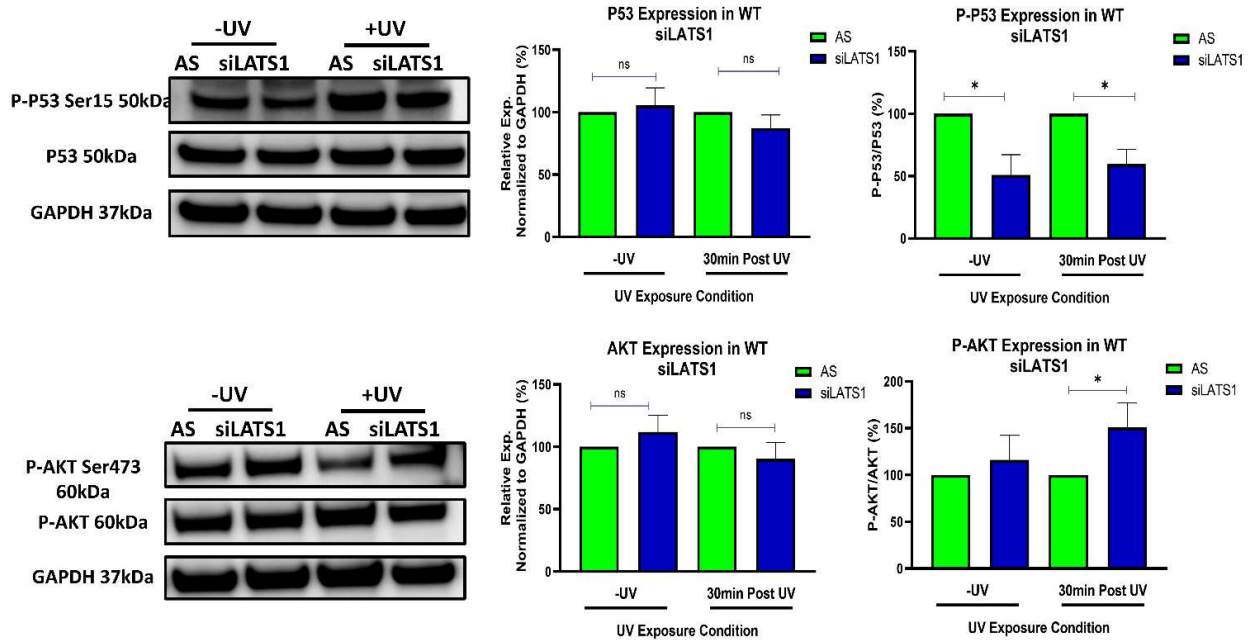 -UV
+UV
AS siLATS1
AS siLATS1
P-P53 Ser15 50kDa
P53 50kDa
GAPDH 37kDa
P53 Expression in WT
siLATS1
AS
siLATS1
Relative Exp.
Normalized to GAPDH (%)
150
100
50
0
ns
ns
-UV
30min Post UV
UV Exposure Condition
P-P53 Expression in WT
siLATS1
AS
siLATS1
P-P53/P53 (%)
150
100
50
0
*
*
-UV
30min Post UV
UV Exposure Condition
-UV
+UV
AS siLATS1
AS siLATS1
P-AKT Ser473
60kDa
P-AKT 60kDa
GAPDH 37kDa
AKT Expression in WT
siLATS1
AS
siLATS1
Relative Exp.
Normalized to GAPDH (%)
150
100
50
0
ns
ns
-UV
30min Post UV
UV Exposure Condition
P-AKT Expression in WT
siLATS1
AS
siLATS1
P-AKT/AKT (%)
200
150
100
50
0
*
-UV
30min Post UV
UV Exposure Condition